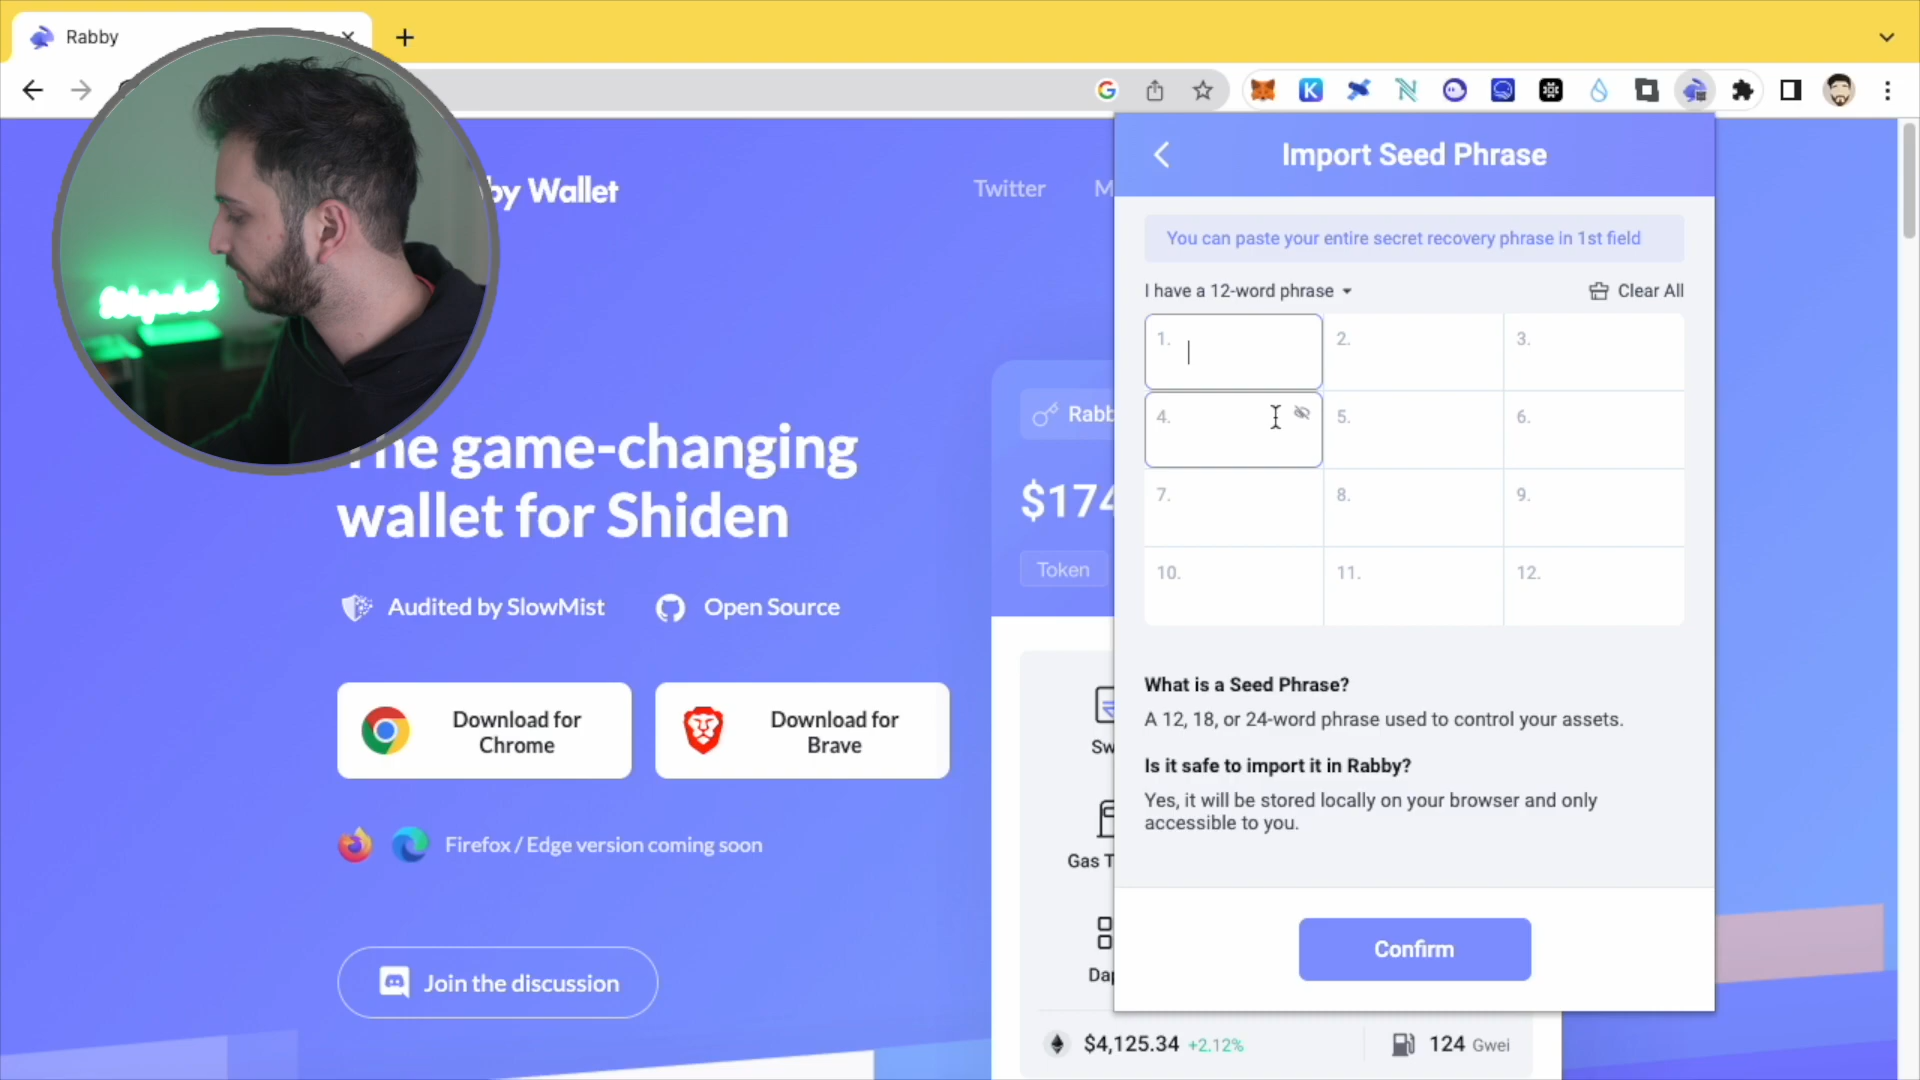 Rabby
by Wallet
Twitter
M
The game-changing
wallet for Shiden
Audited by SlowMist
Open Source
Download for
Chrome
Download for
Brave
Firefox / Edge version coming soon
Join the discussion
Rabb
$174
Token
Sw
Gas T
Dap
$4,125.34 +2.12%
124 Gwei
Import Seed Phrase
You can paste your entire secret recovery phrase in 1st field
I have a 12-word phrase
Clear All
1.
2.
3.
4.
5.
6.
7.
8.
9.
10.
11.
12.
What is a Seed Phrase?
A 12, 18, or 24-word phrase used to control your assets.
Is it safe to import it in Rabby?
Yes, it will be stored locally on your browser and only
accessible to you.
Confirm